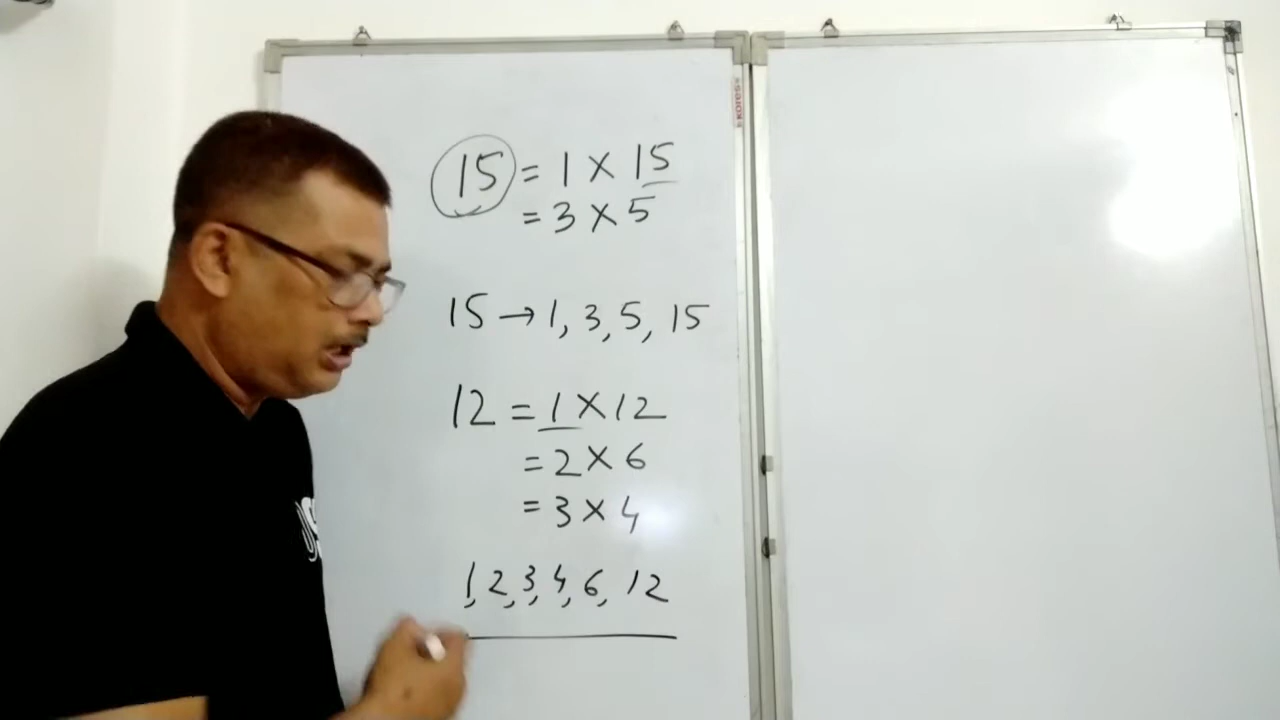 15 = 1 × 15
= 3 × 5
15 → 1, 3, 5, 15
12 = 1 × 12
= 2 × 6
= 3 × 4
1, 2, 3, 4, 6, 12
kores